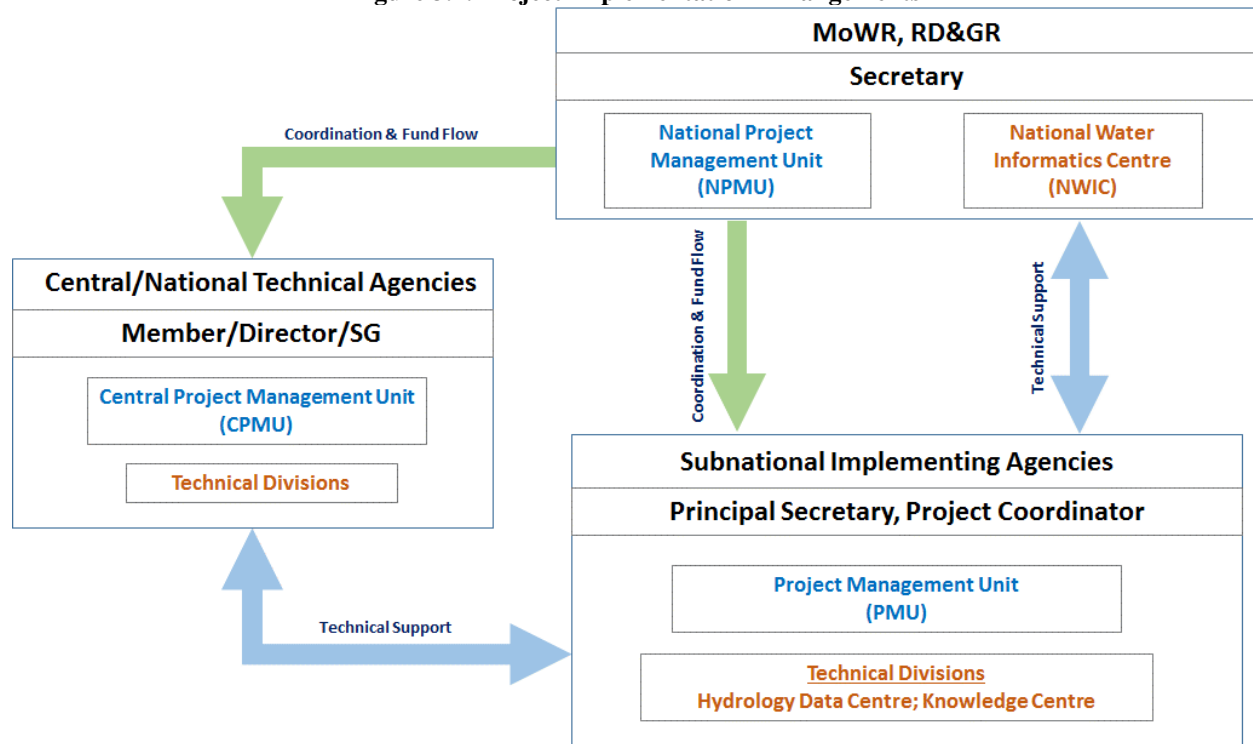 MoWR, RD&GR
Secretary
National Project
Management Unit
(NPMU)
National Water
Informatics Centre
(NWIC)
Coordination & Fund Flow
Coordination & Fund Flow
Technical Support
Central/National Technical Agencies
Member/Director/SG
Central Project Management Unit
(CPMU)
Technical Divisions
Technical Support
Subnational Implementing Agencies
Principal Secretary, Project Coordinator
Project Management Unit
(PMU)
Technical Divisions
Hydrology Data Centre; Knowledge Centre